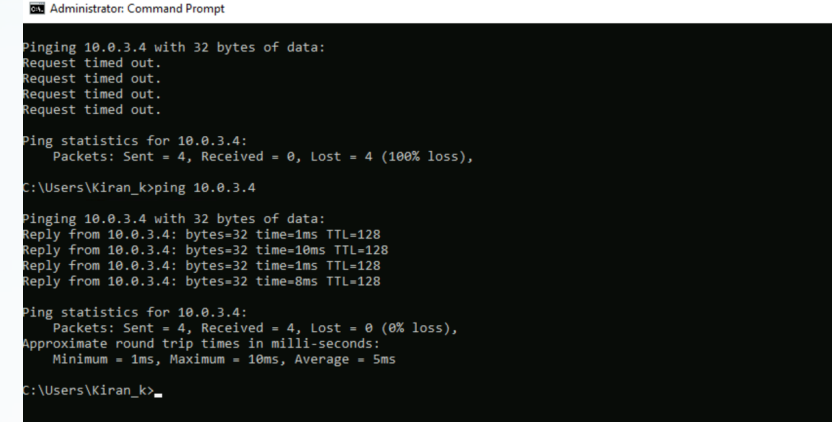 Administrator: Command Prompt
Pinging 10.0.3.4 with 32 bytes of data:
Request timed out.
Request timed out.
Request timed out.
Request timed out.
Ping statistics for 10.0.3.4:
    Packets: Sent = 4, Received = 0, Lost = 4 (100% loss),
C:\Users\Kiran_k>ping 10.0.3.4
Pinging 10.0.3.4 with 32 bytes of data:
Reply from 10.0.3.4: bytes=32 time=1ms TTL=128
Reply from 10.0.3.4: bytes=32 time=10ms TTL=128
Reply from 10.0.3.4: bytes=32 time=1ms TTL=128
Reply from 10.0.3.4: bytes=32 time=8ms TTL=128
Ping statistics for 10.0.3.4:
    Packets: Sent = 4, Received = 4, Lost = 0 (0% loss),
Approximate round trip times in milli-seconds:
    Minimum = 1ms, Maximum = 10ms, Average = 5ms
C:\Users\Kiran_k>